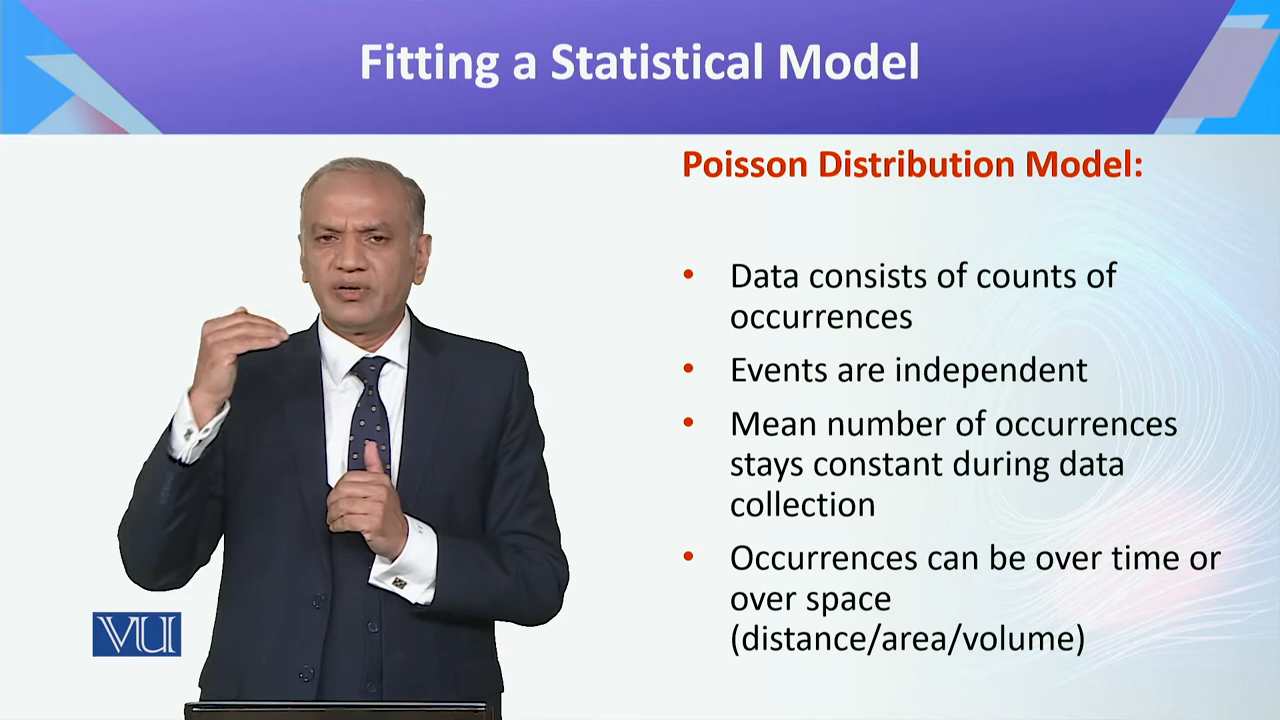 Fitting a Statistical Model
Poisson Distribution Model:
• Data consists of counts of
occurrences
• Events are independent
• Mean number of occurrences
stays constant during data
collection
• Occurrences can be over time or
over space
(distance/area/volume)
VU